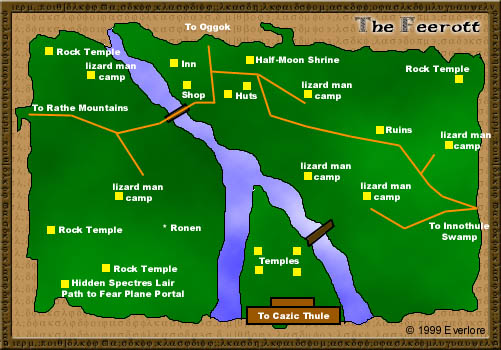 The Feerott
To Oggok
Rock Temple
Inn
Half-Moon Shrine
lizard man
camp
Rock Temple
Shop
Huts
lizard man
camp
To Rathe Mountains
Ruins
lizard man
camp
lizard man
camp
lizard man
camp
lizard man
camp
Rock Temple
* Ronen
To Innothule
Swamp
Temples
Rock Temple
Hidden Spectres Lair
Path to Fear Plane Portal
To Cazic Thule
© 1999 Everlore